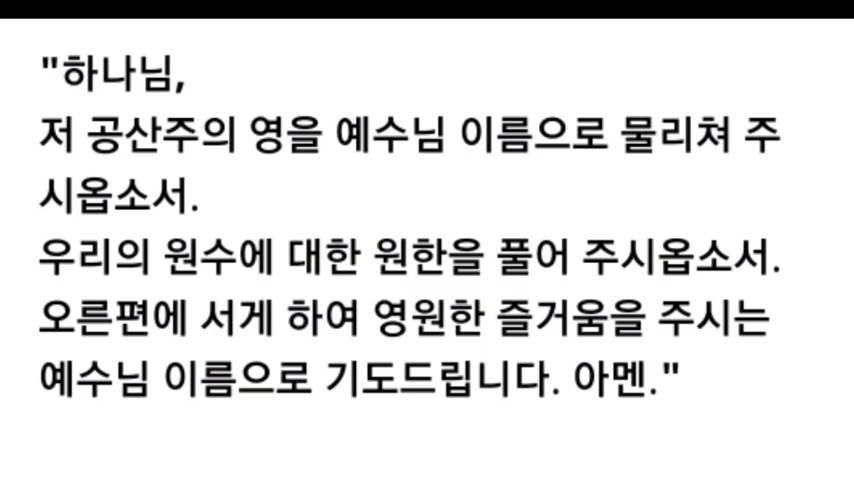 "하나님,
저 공산주의 영을 예수님 이름으로 물리쳐 주
시옵소서.
우리의 원수에 대한 원한을 풀어 주시옵소서.
오른편에 서게 하여 영원한 즐거움을 주시는
예수님 이름으로 기도드립니다. 아멘."